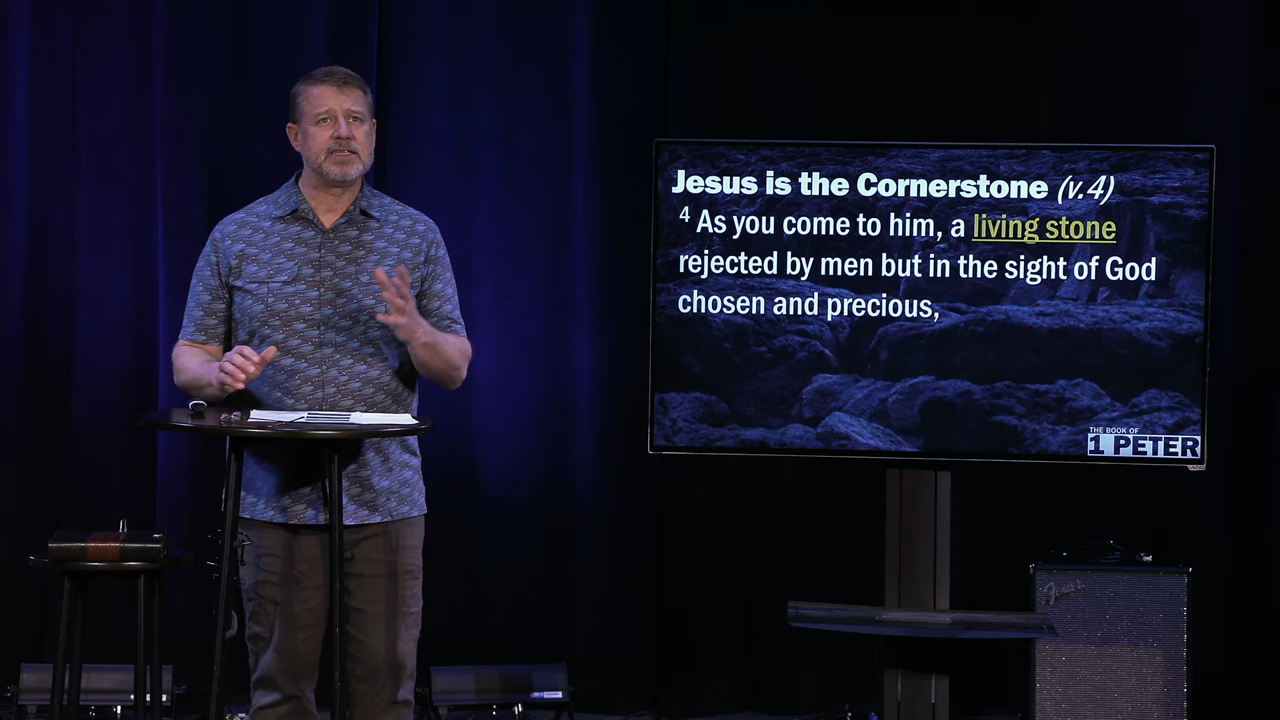 Jesus is the Cornerstone (v.4)
4 As you come to him, a living stone
rejected by men but in the sight of God
chosen and precious,
THE BOOK OF
1 PETER
Fender